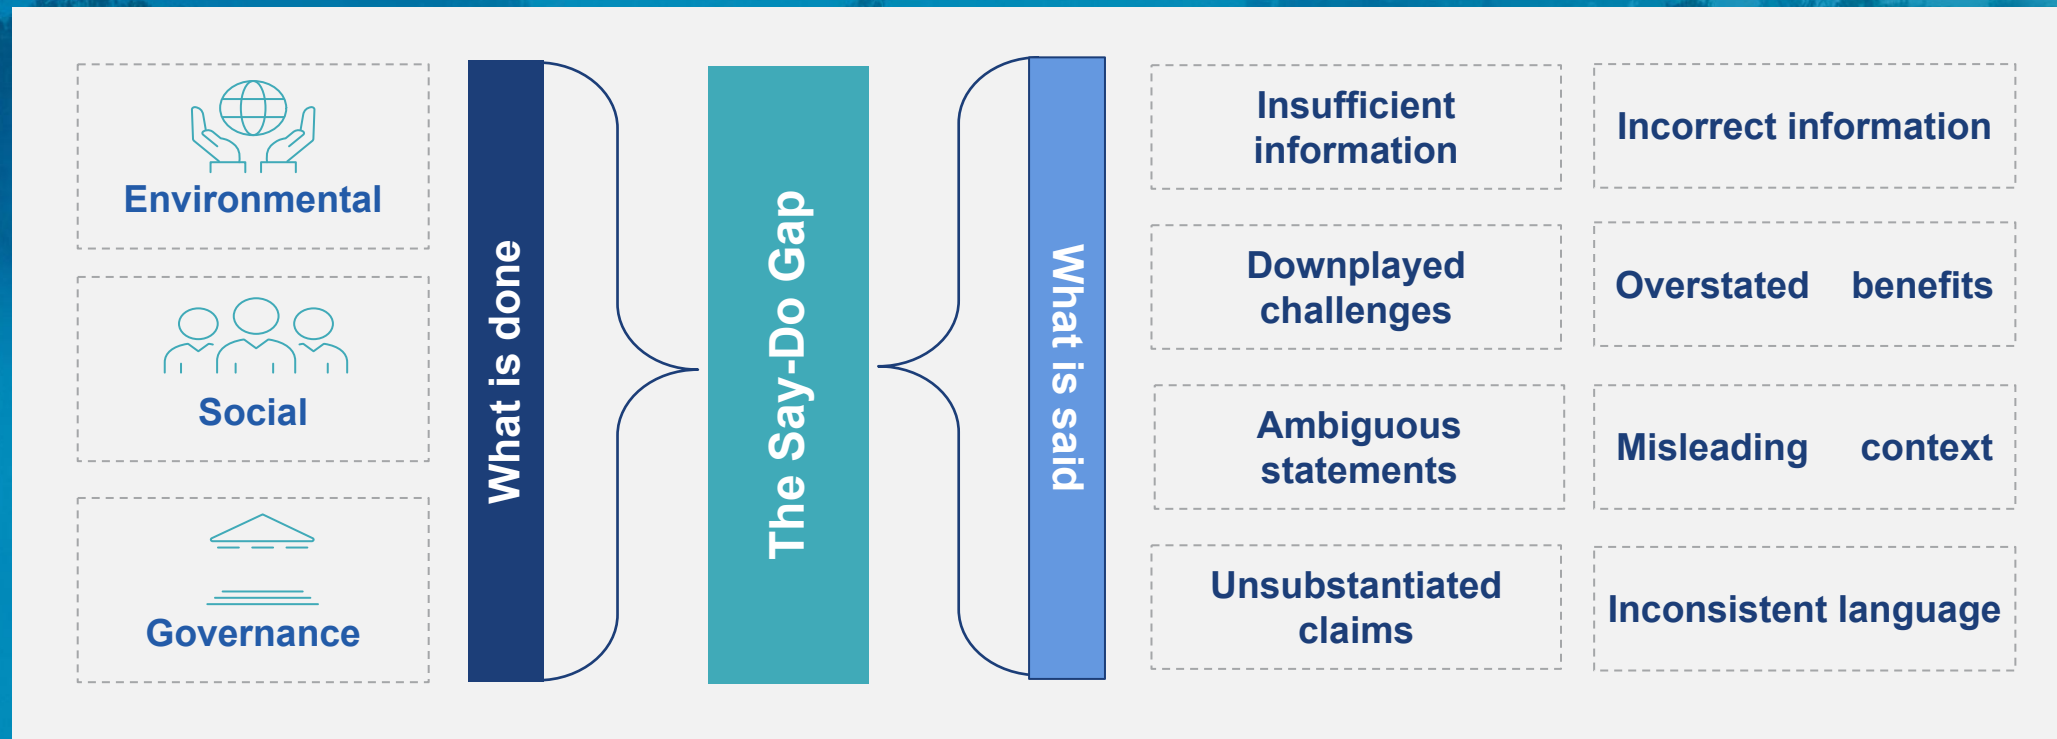 Environmental
Social
Governance
What is done
The Say-Do Gap
What is said
Insufficient
information
Incorrect information
Downplayed
challenges
Overstated benefits
Ambiguous
statements
Misleading context
Unsubstantiated
claims
Inconsistent language